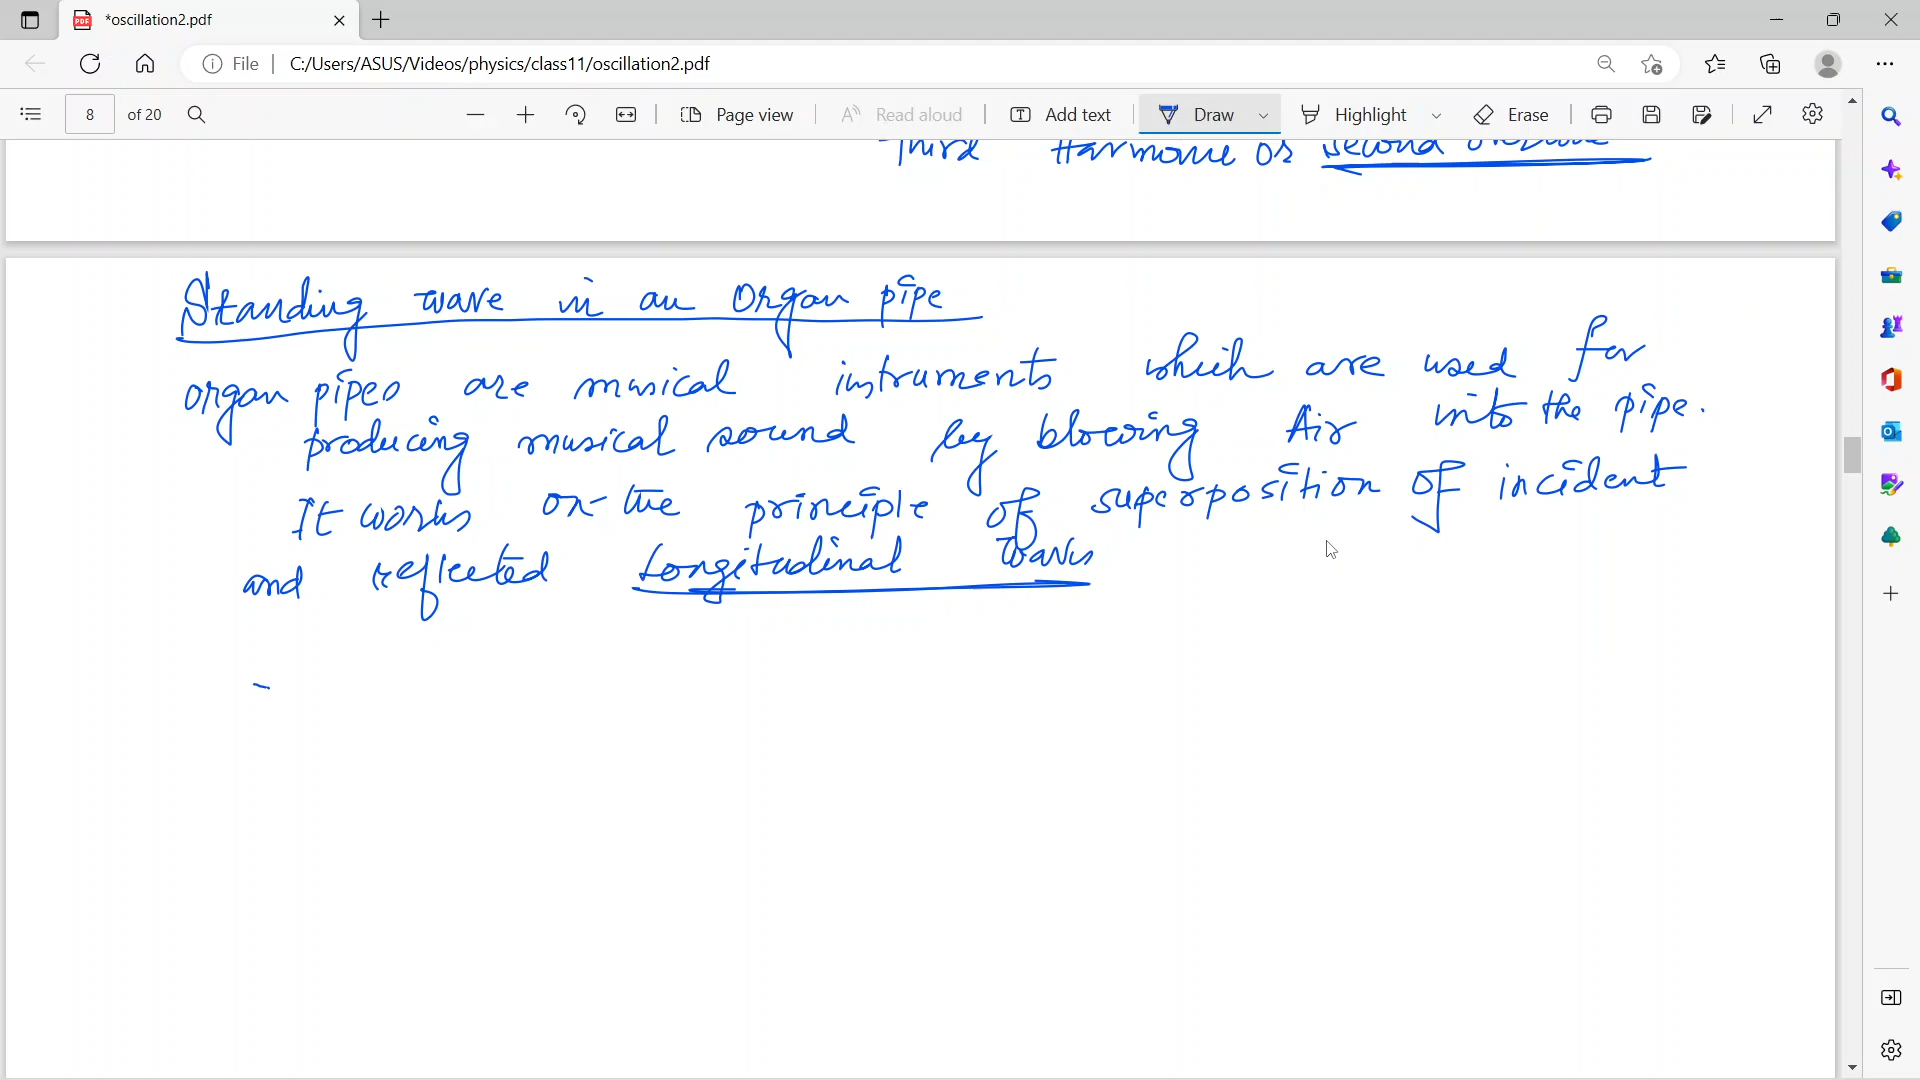 *oscillation2.pdf
File
C:/Users/ASUS/Videos/physics/class11/oscillation2.pdf
8 of 20
Page view
Read aloud
Add text
Draw
Highlight
Erase
Third Harmonic or second overtone
Standing wave in an Organ pipe
organ pipes are musical instruments which are used for
producing musical sound by blowing Air into the pipe.
It works on the principle of superposition of incident
and reflected Longitudinal waves